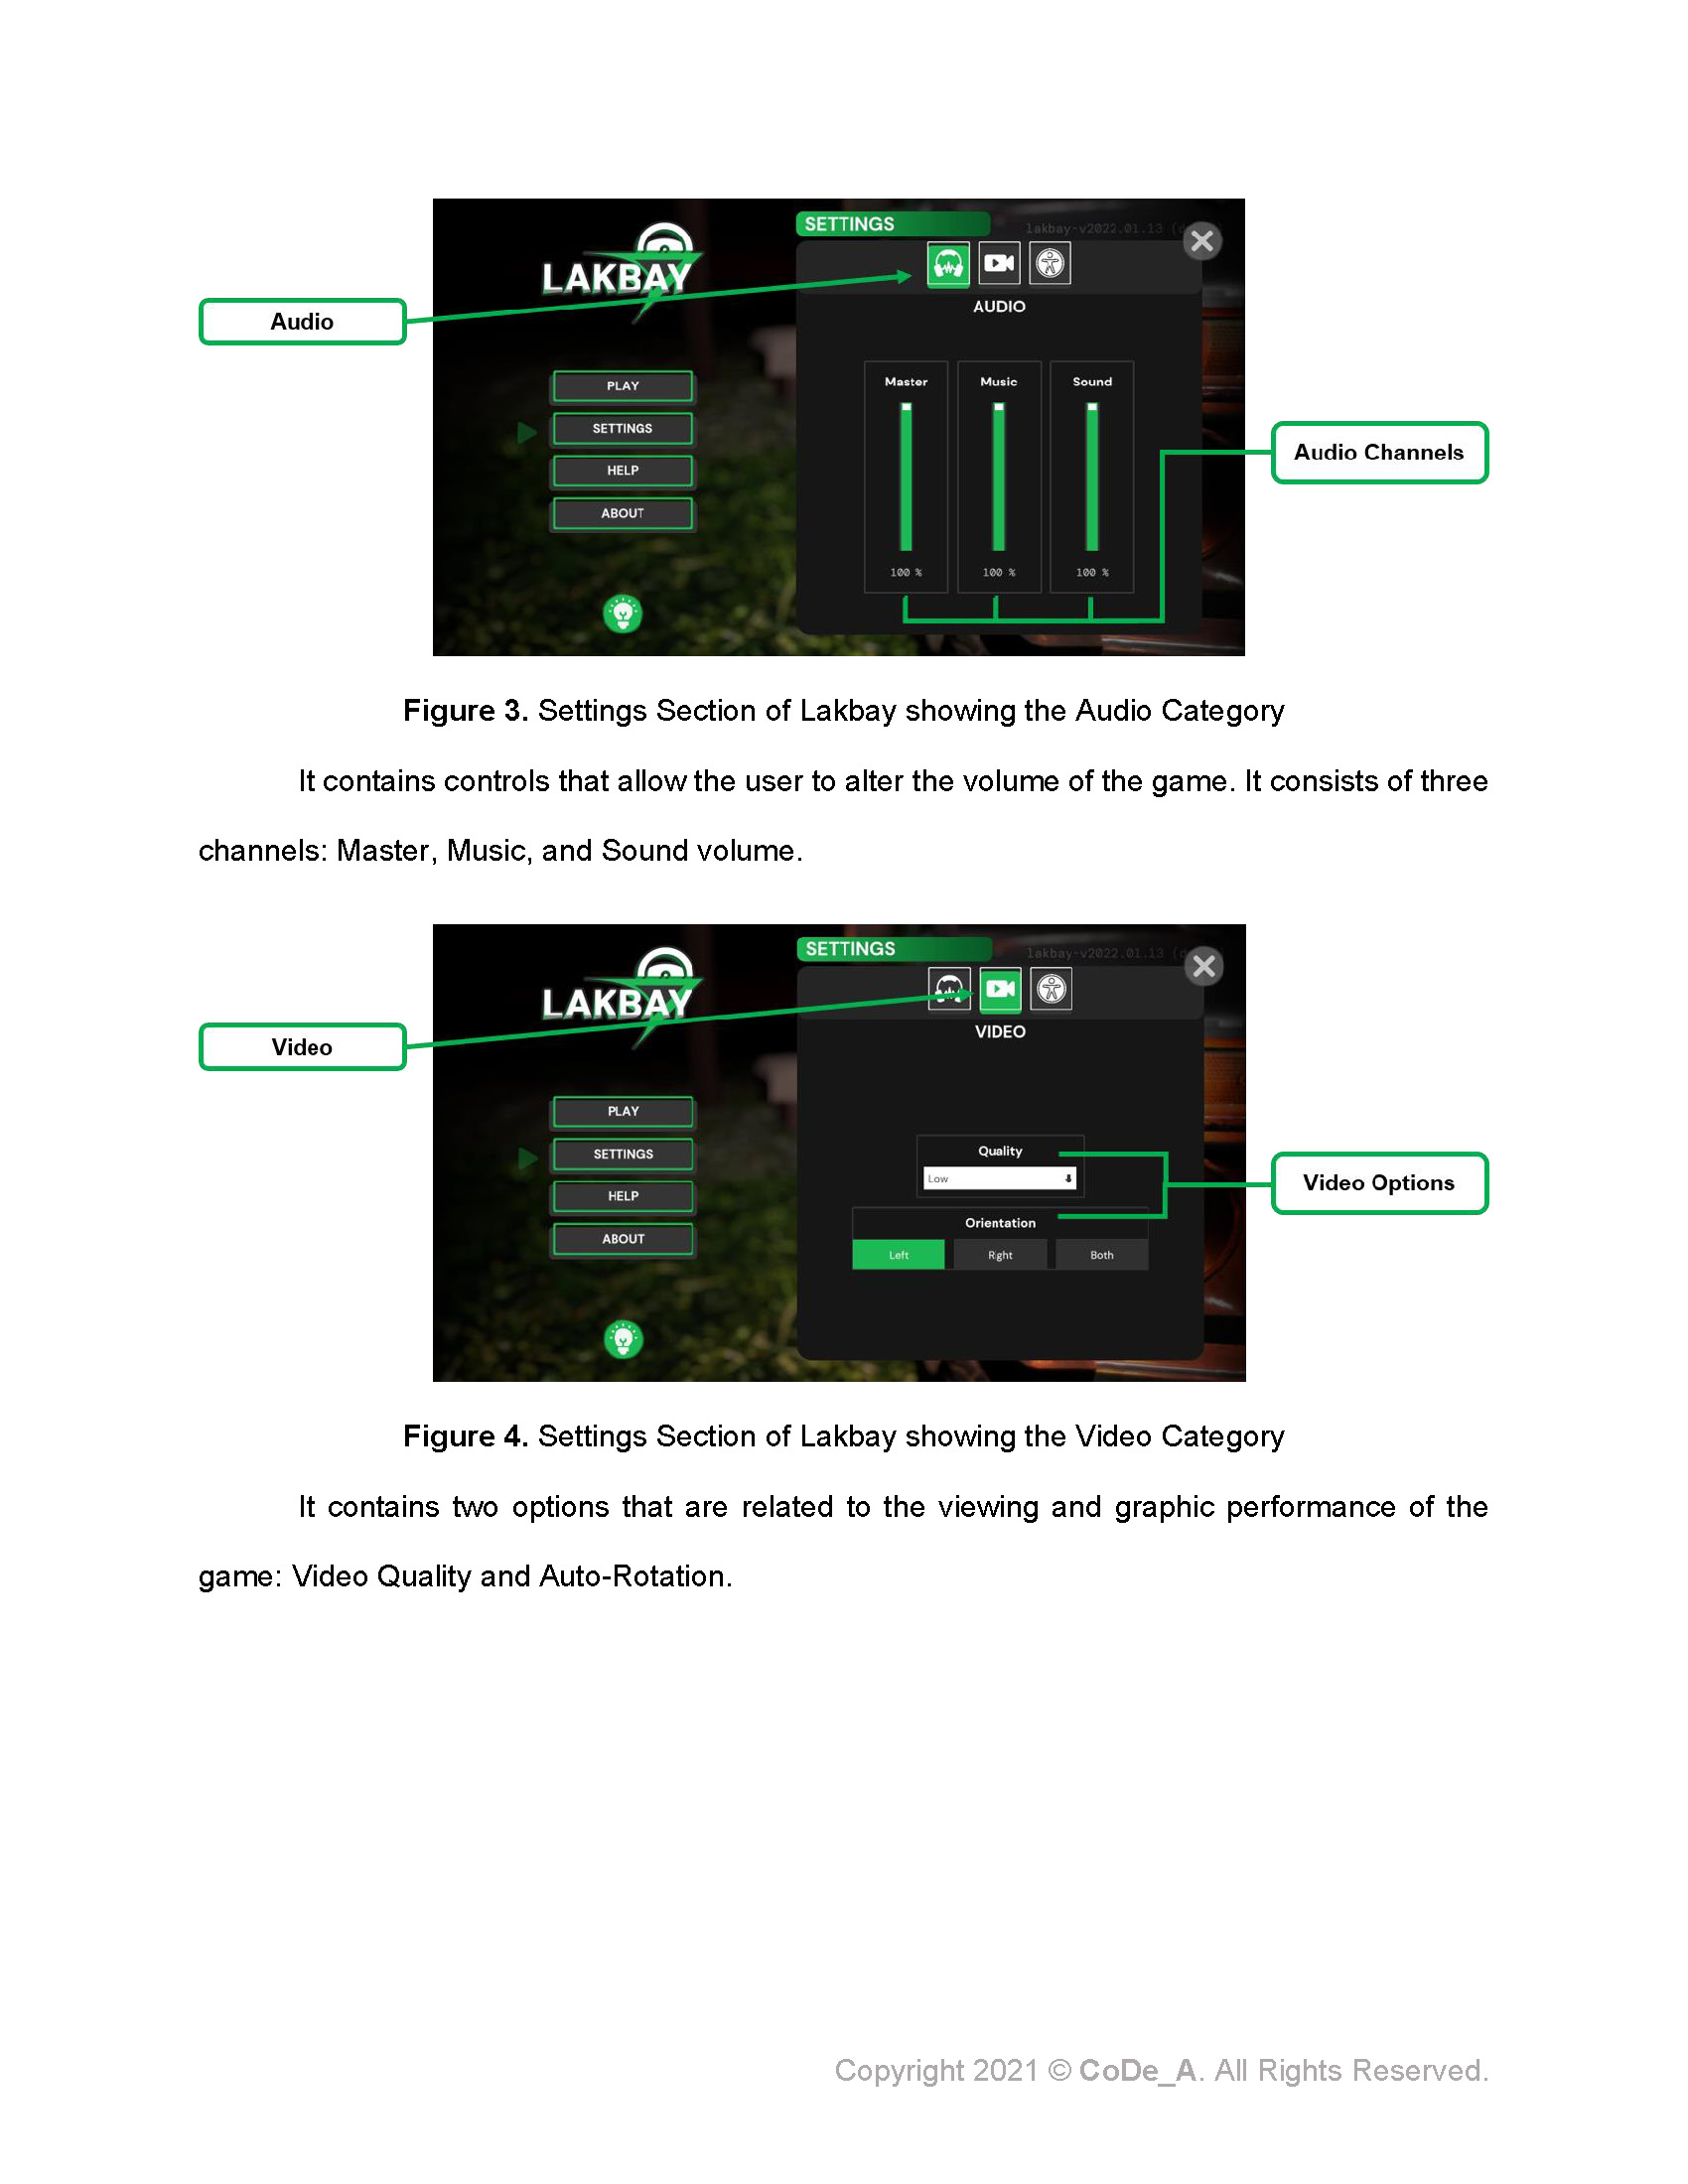 SETTINGS
lakbay-v2022.01.13 (d
LAKBAY
AUDIO
Audio
Master Music Sound
PLAY
SETTINGS
Audio Channels
HELP
ABOUT
100 % 100 % 100 %
Figure 3. Settings Section of Lakbay showing the Audio Category
It contains controls that allow the user to alter the volume of the game. It consists of three
channels: Master, Music, and Sound volume.
SETTINGS
lakbay-v2022.01.13 (d
LAKBAY
VIDEO
Video
PLAY
SETTINGS
Quality
Low
Video Options
HELP
Orientation
ABOUT
Left Right Both
Figure 4. Settings Section of Lakbay showing the Video Category
It contains two options that are related to the viewing and graphic performance of the
game: Video Quality and Auto-Rotation.
Copyright 2021 © CoDe_A. All Rights Reserved.